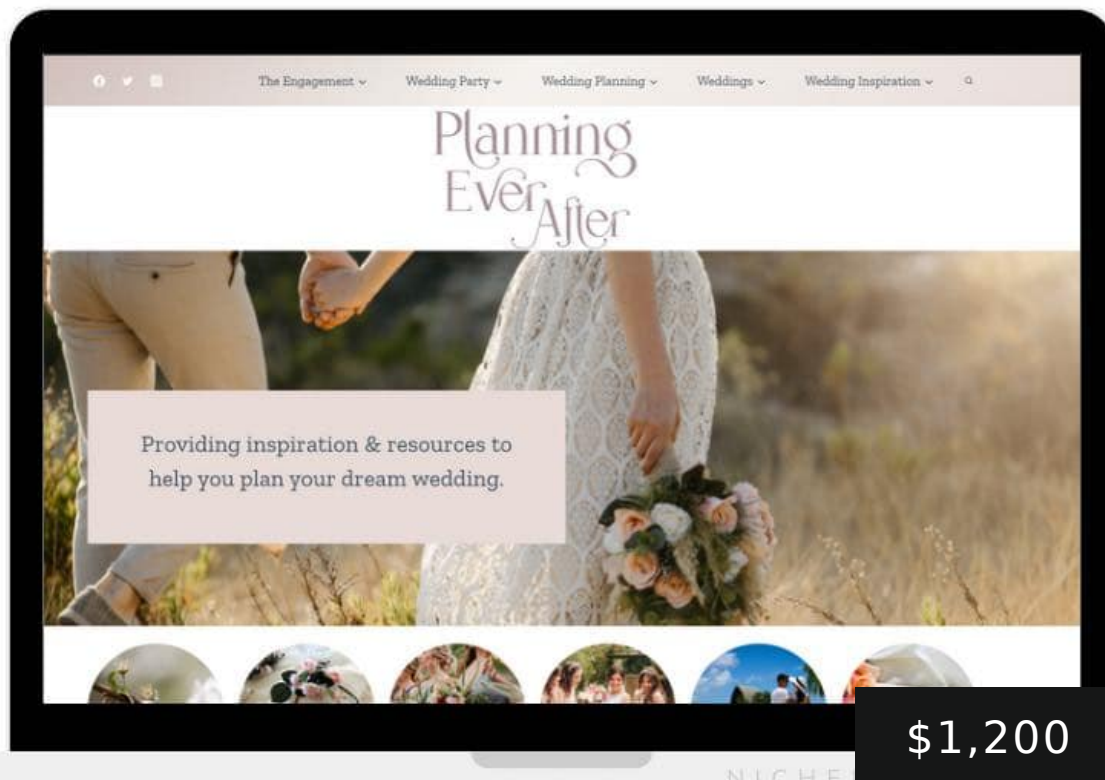 The Engagement
Wedding Party
Wedding Planning
Weddings
Wedding Inspiration
Planning
Ever
After
Providing inspiration & resources to
help you plan your dream wedding.
$1,200